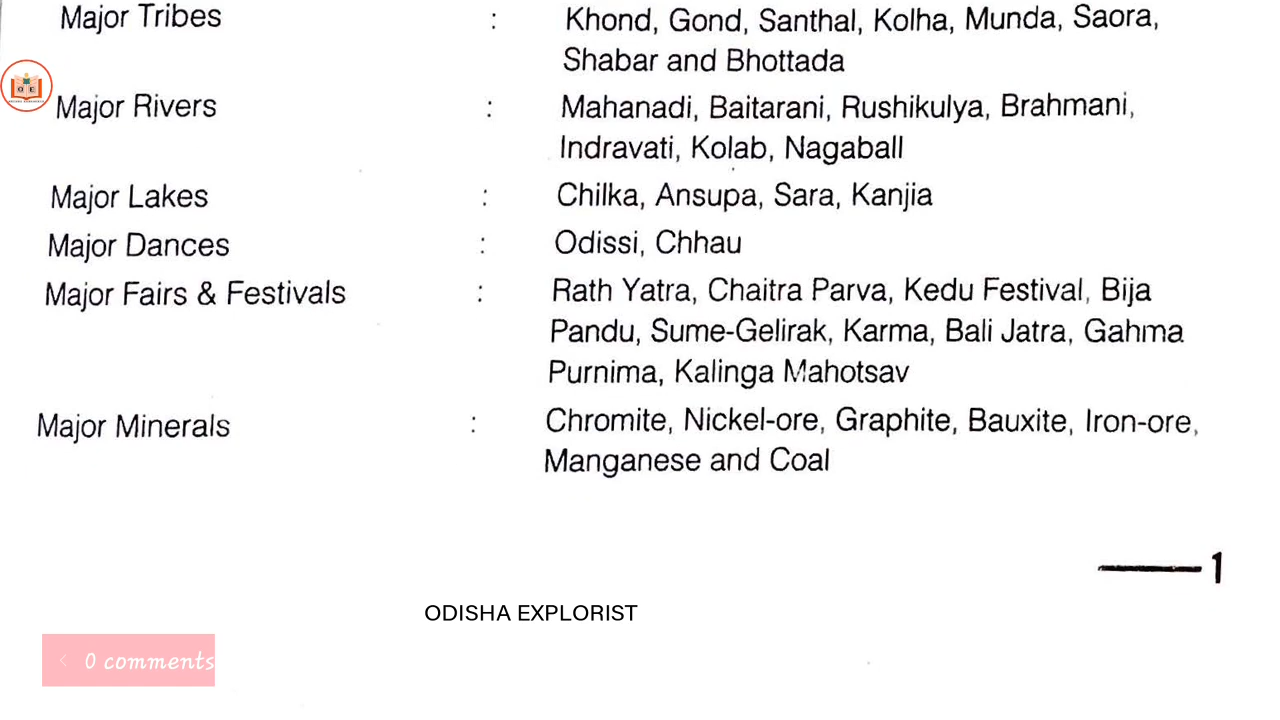 Major Tribes : Khond, Gond, Santhal, Kolha, Munda, Saora,
Shabar and Bhottada
Major Rivers : Mahanadi, Baitarani, Rushikulya, Brahmani,
Indravati, Kolab, Nagaball
Major Lakes : Chilka, Ansupa, Sara, Kanjia
Major Dances : Odissi, Chhau
Major Fairs & Festivals : Rath Yatra, Chaitra Parva, Kedu Festival, Bija
Pandu, Sume-Gelirak, Karma, Bali Jatra, Gahma
Purnima, Kalinga Mahotsav
Major Minerals : Chromite, Nickel-ore, Graphite, Bauxite, Iron-ore,
Manganese and Coal
1
ODISHA EXPLORIST
0 comments